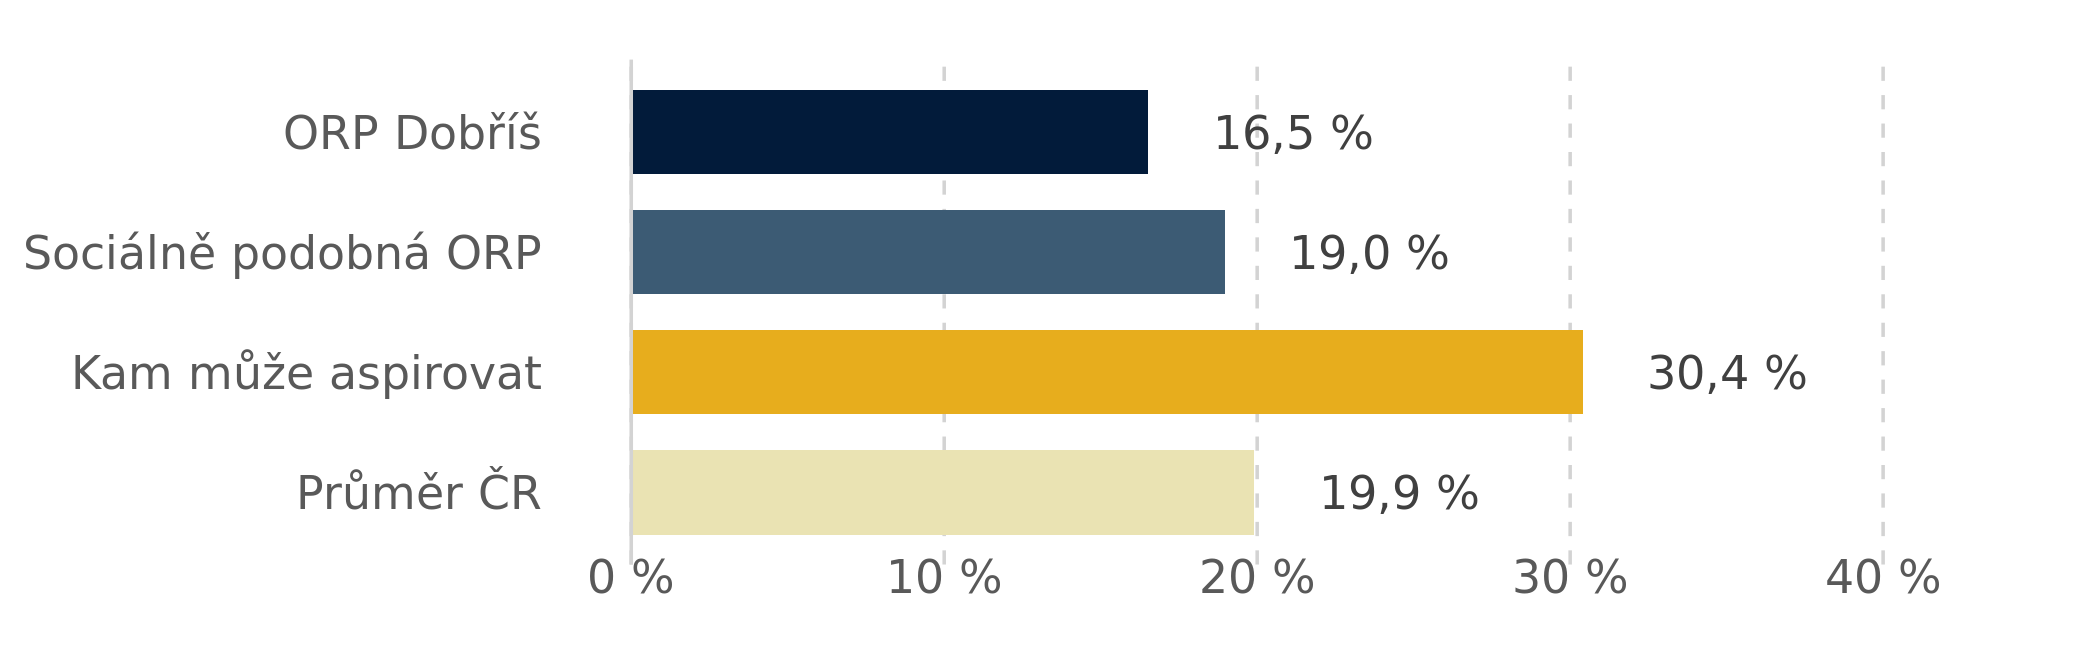 ORP Dobříš
16,5 %
Sociálně podobná ORP
19,0 %
Kam může aspirovat
30,4 %
Průměr ČR
19,9 %
0 % 10 % 20 % 30 % 40 %